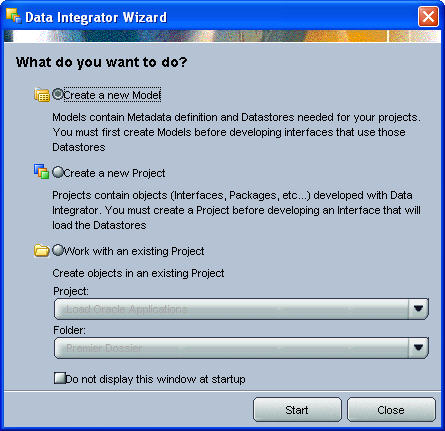 Data Integrator Wizard
What do you want to do?
Create a new Model
Models contain Metadata definition and Datastores needed for your projects.
You must first create Models before developing interfaces that use those
Datastores
Create a new Project
Projects contain objects (Interfaces, Packages, etc...) developed with Data
Integrator. You must create a Project before developing an Interface that will
load the Datastores
Work with an existing Project
Create objects in an existing Project
Project:
Load Oracle Applications
Folder:
Premier Dossier
Do not display this window at startup
Start
Close